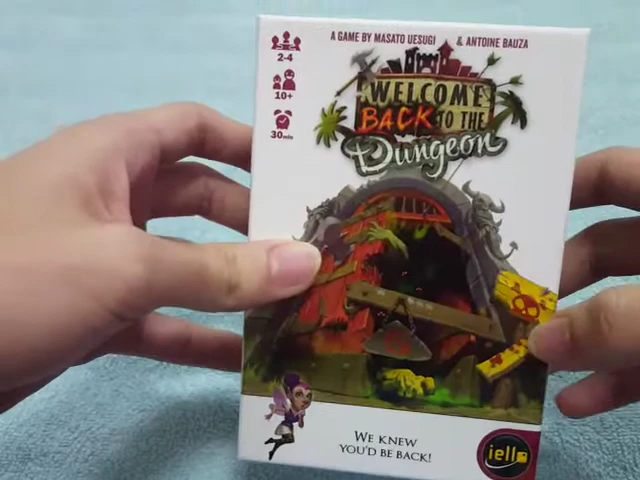 A GAME BY MASATO UESUGI & ANTOINE BAUZA
2-4
10+
30min
WELCOME
BACK TO THE
Dungeon
WE KNEW
YOU'D BE BACK!
iello